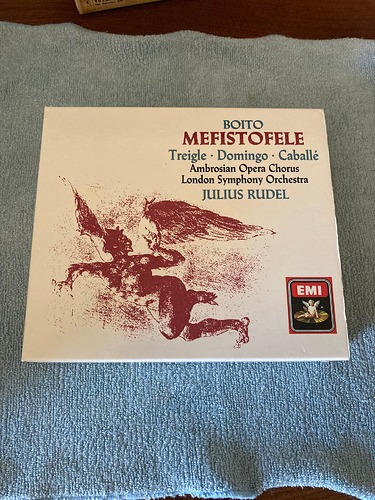 BOITO
MEFISTOFELE
Treigle · Domingo · Caballé
Ambrosian Opera Chorus
London Symphony Orchestra
JULIUS RUDEL
EMI